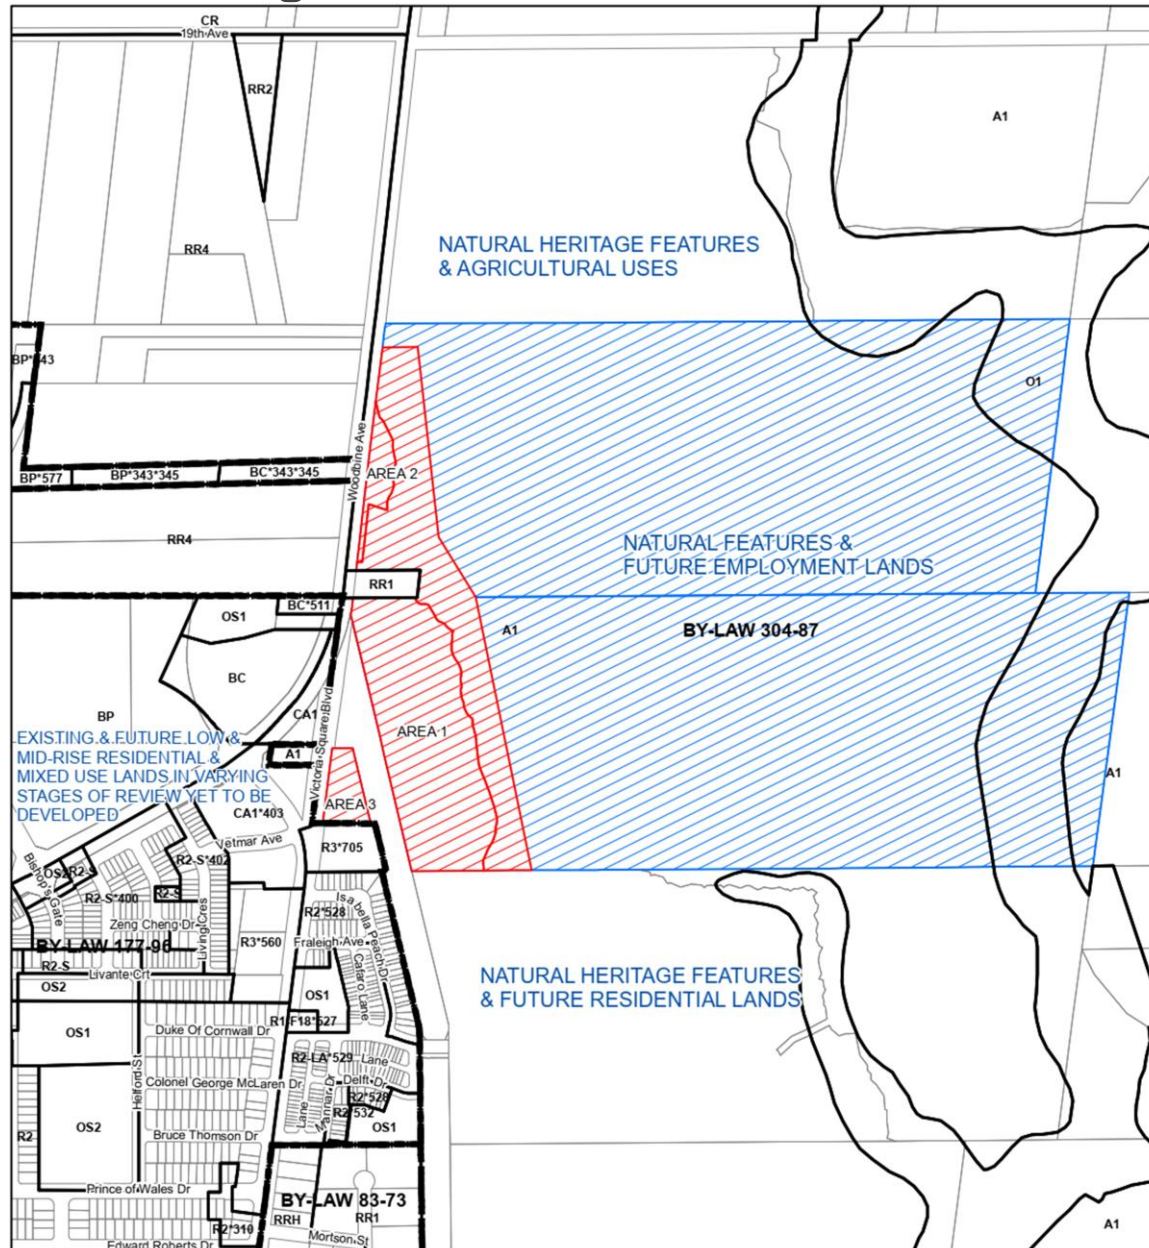 CR
19th Ave
RR2
A1
NATURAL HERITAGE FEATURES
& AGRICULTURAL USES
RR4
O1
Woodbine Ave
AREA 2
BP*577
BP*343*345
BC*343*345
RR4
NATURAL FEATURES &
FUTURE EMPLOYMENT LANDS
RR1
OS1
BC*511
A1
BY-LAW 304-87
BC
Victoria Square Blvd
CA1
BP
AREA 1
EXISTING & FUTURE LOW &
MID-RISE RESIDENTIAL &
MIXED USE LANDS IN VARYING
STAGES OF REVIEW YET TO BE
DEVELOPED
A1
A1
AREA 3
CA1*403
Vetmar Ave
R3*705
R2-S*402
Bishop's Gate
R2-S
R2-S*400
R2-S
Living Cres
R2*528
Isabella Peach Dr
Zeng Cheng Dr
R3*560
Fraleigh Ave
Cafaro Lane
BY-LAW 177-96
R2-S
Livante Crt
OS2
NATURAL HERITAGE FEATURES
& FUTURE RESIDENTIAL LANDS
OS1
OS1
Duke Of Cornwall Dr
R2-LA*529
Lane
Helford St
Colonel George McLaren Dr
Delft Dr
R2*528
Lane
Mannar Dr
R2*532
OS2
R2
Bruce Thomson Dr
OS1
Prince of Wales Dr
BY-LAW 83-73
RRH
RR1
R2*310
A1
Mortson St
Edward Roberts Dr